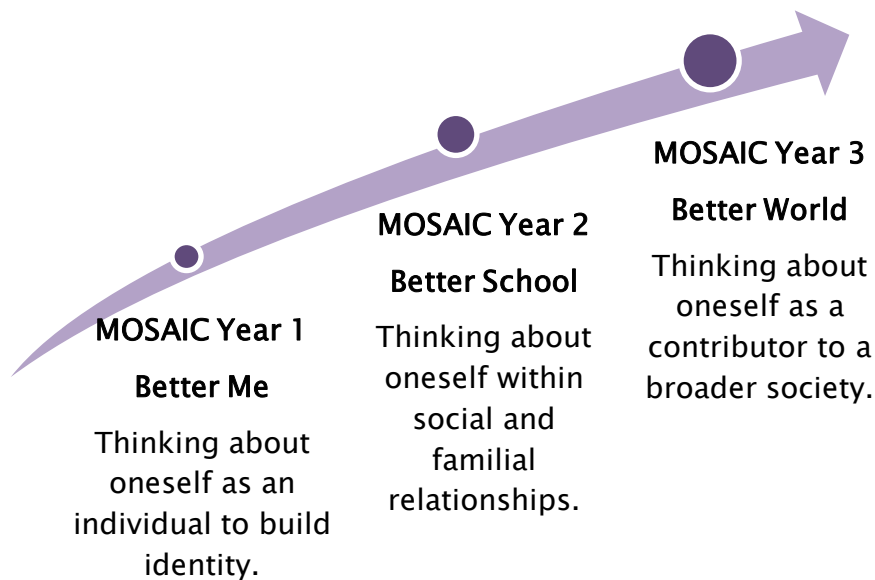 MOSAIC Year 1
Better Me
Thinking about
oneself as an
individual to build
identity.
MOSAIC Year 2
Better School
Thinking about
oneself within
social and
familial
relationships.
MOSAIC Year 3
Better World
Thinking about
oneself as a
contributor to a
broader society.